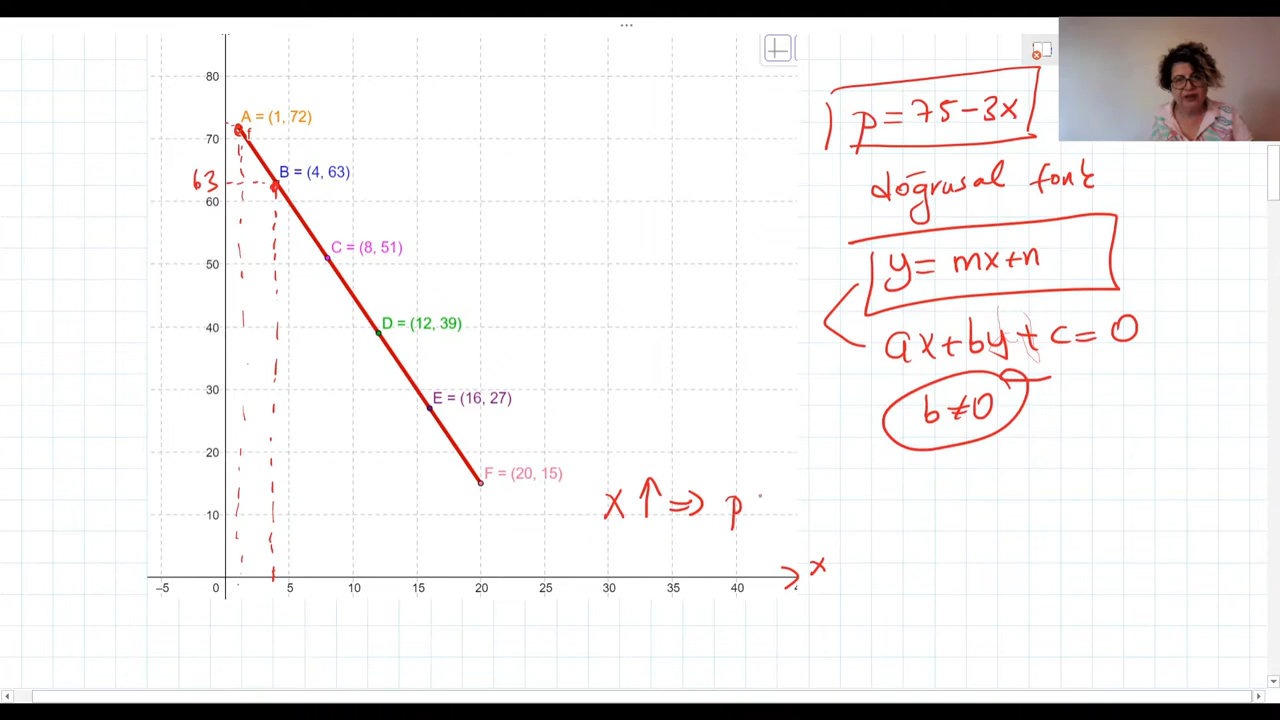 80
A = (1, 72)
70
f
B = (4, 63)
63
60
C = (8, 51)
50
D = (12, 39)
40
E = (16, 27)
30
F = (20, 15)
20
10
x ↑ ⇒ p
x
-5 0 5 10 15 20 25 30 35 40
p = 75 - 3x
doğrusal fonk
y = mx + n
ax + by + c = 0
b ≠ 0